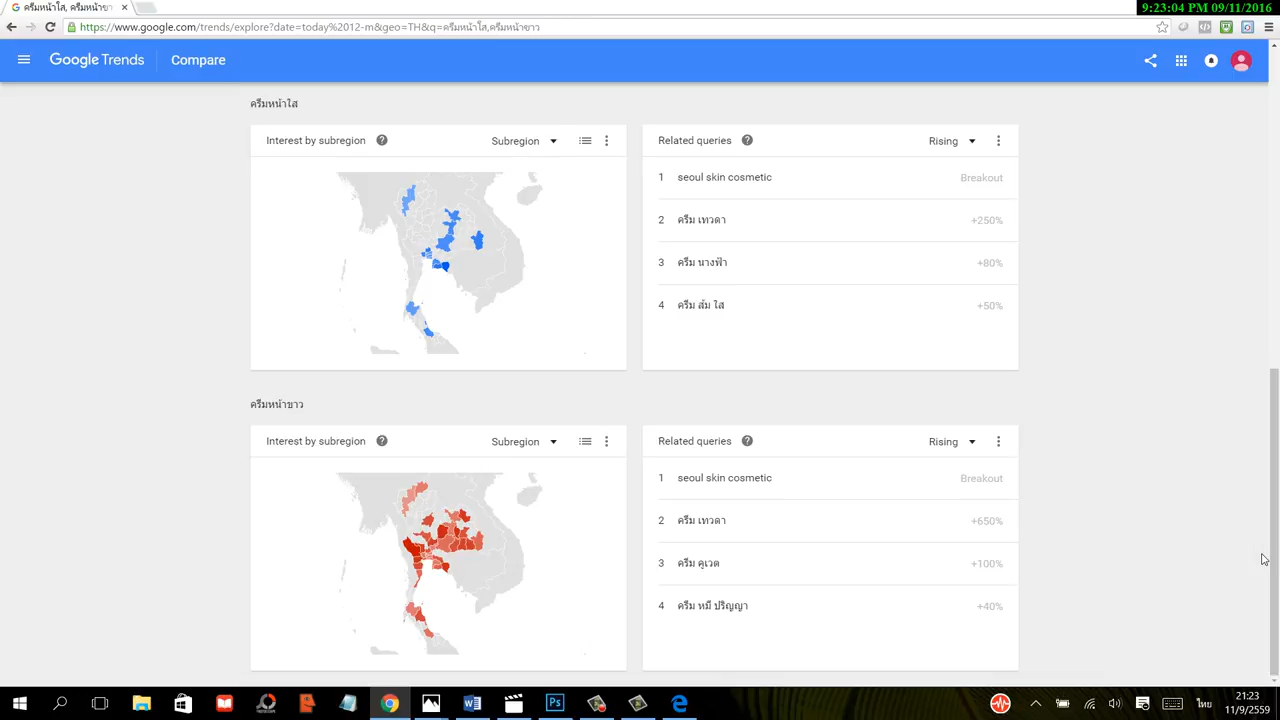 9:23:04 PM 09/11/2016
ครีมหน้าใส, ครีมหน้าขาว
https://www.google.com/trends/explore?date=today%2012-m&geo=TH&q=ครีมหน้าใส,ครีมหน้าขาว
Google Trends Compare
ครีมหน้าใส
Interest by subregion Subregion
Related queries Rising
1 seoul skin cosmetic Breakout
2 ครีม เทวดา +250%
3 ครีม นางฟ้า +80%
4 ครีม ส้ม ใส +50%
ครีมหน้าขาว
Interest by subregion Subregion
Related queries Rising
1 seoul skin cosmetic Breakout
2 ครีม เทวดา +650%
3 ครีม คูเวต +100%
4 ครีม หมี ปริญญา +40%
ไทย
21:23
11/9/2559